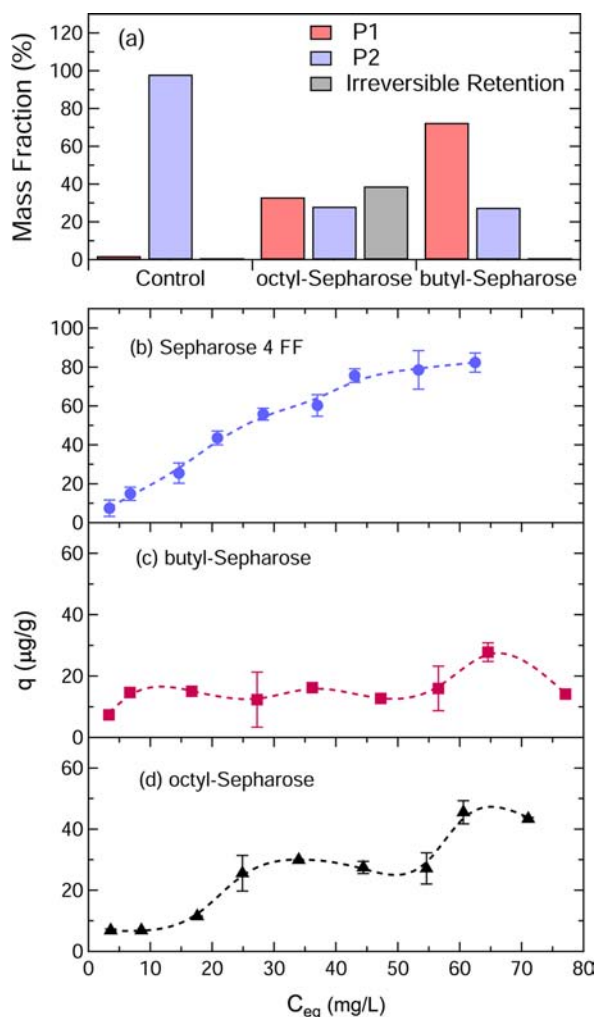 (a)
P1
P2
Irreversible Retention
Mass Fraction (%)
120
100
80
60
40
20
0
Control
octyl-Sepharose
butyl-Sepharose
(b) Sepharose 4 FF
100
80
60
40
20
0
(c) butyl-Sepharose
60
40
20
0
q (μg/g)
(d) octyl-Sepharose
60
40
20
0
0 10 20 30 40 50 60 70 80
Ceq (mg/L)